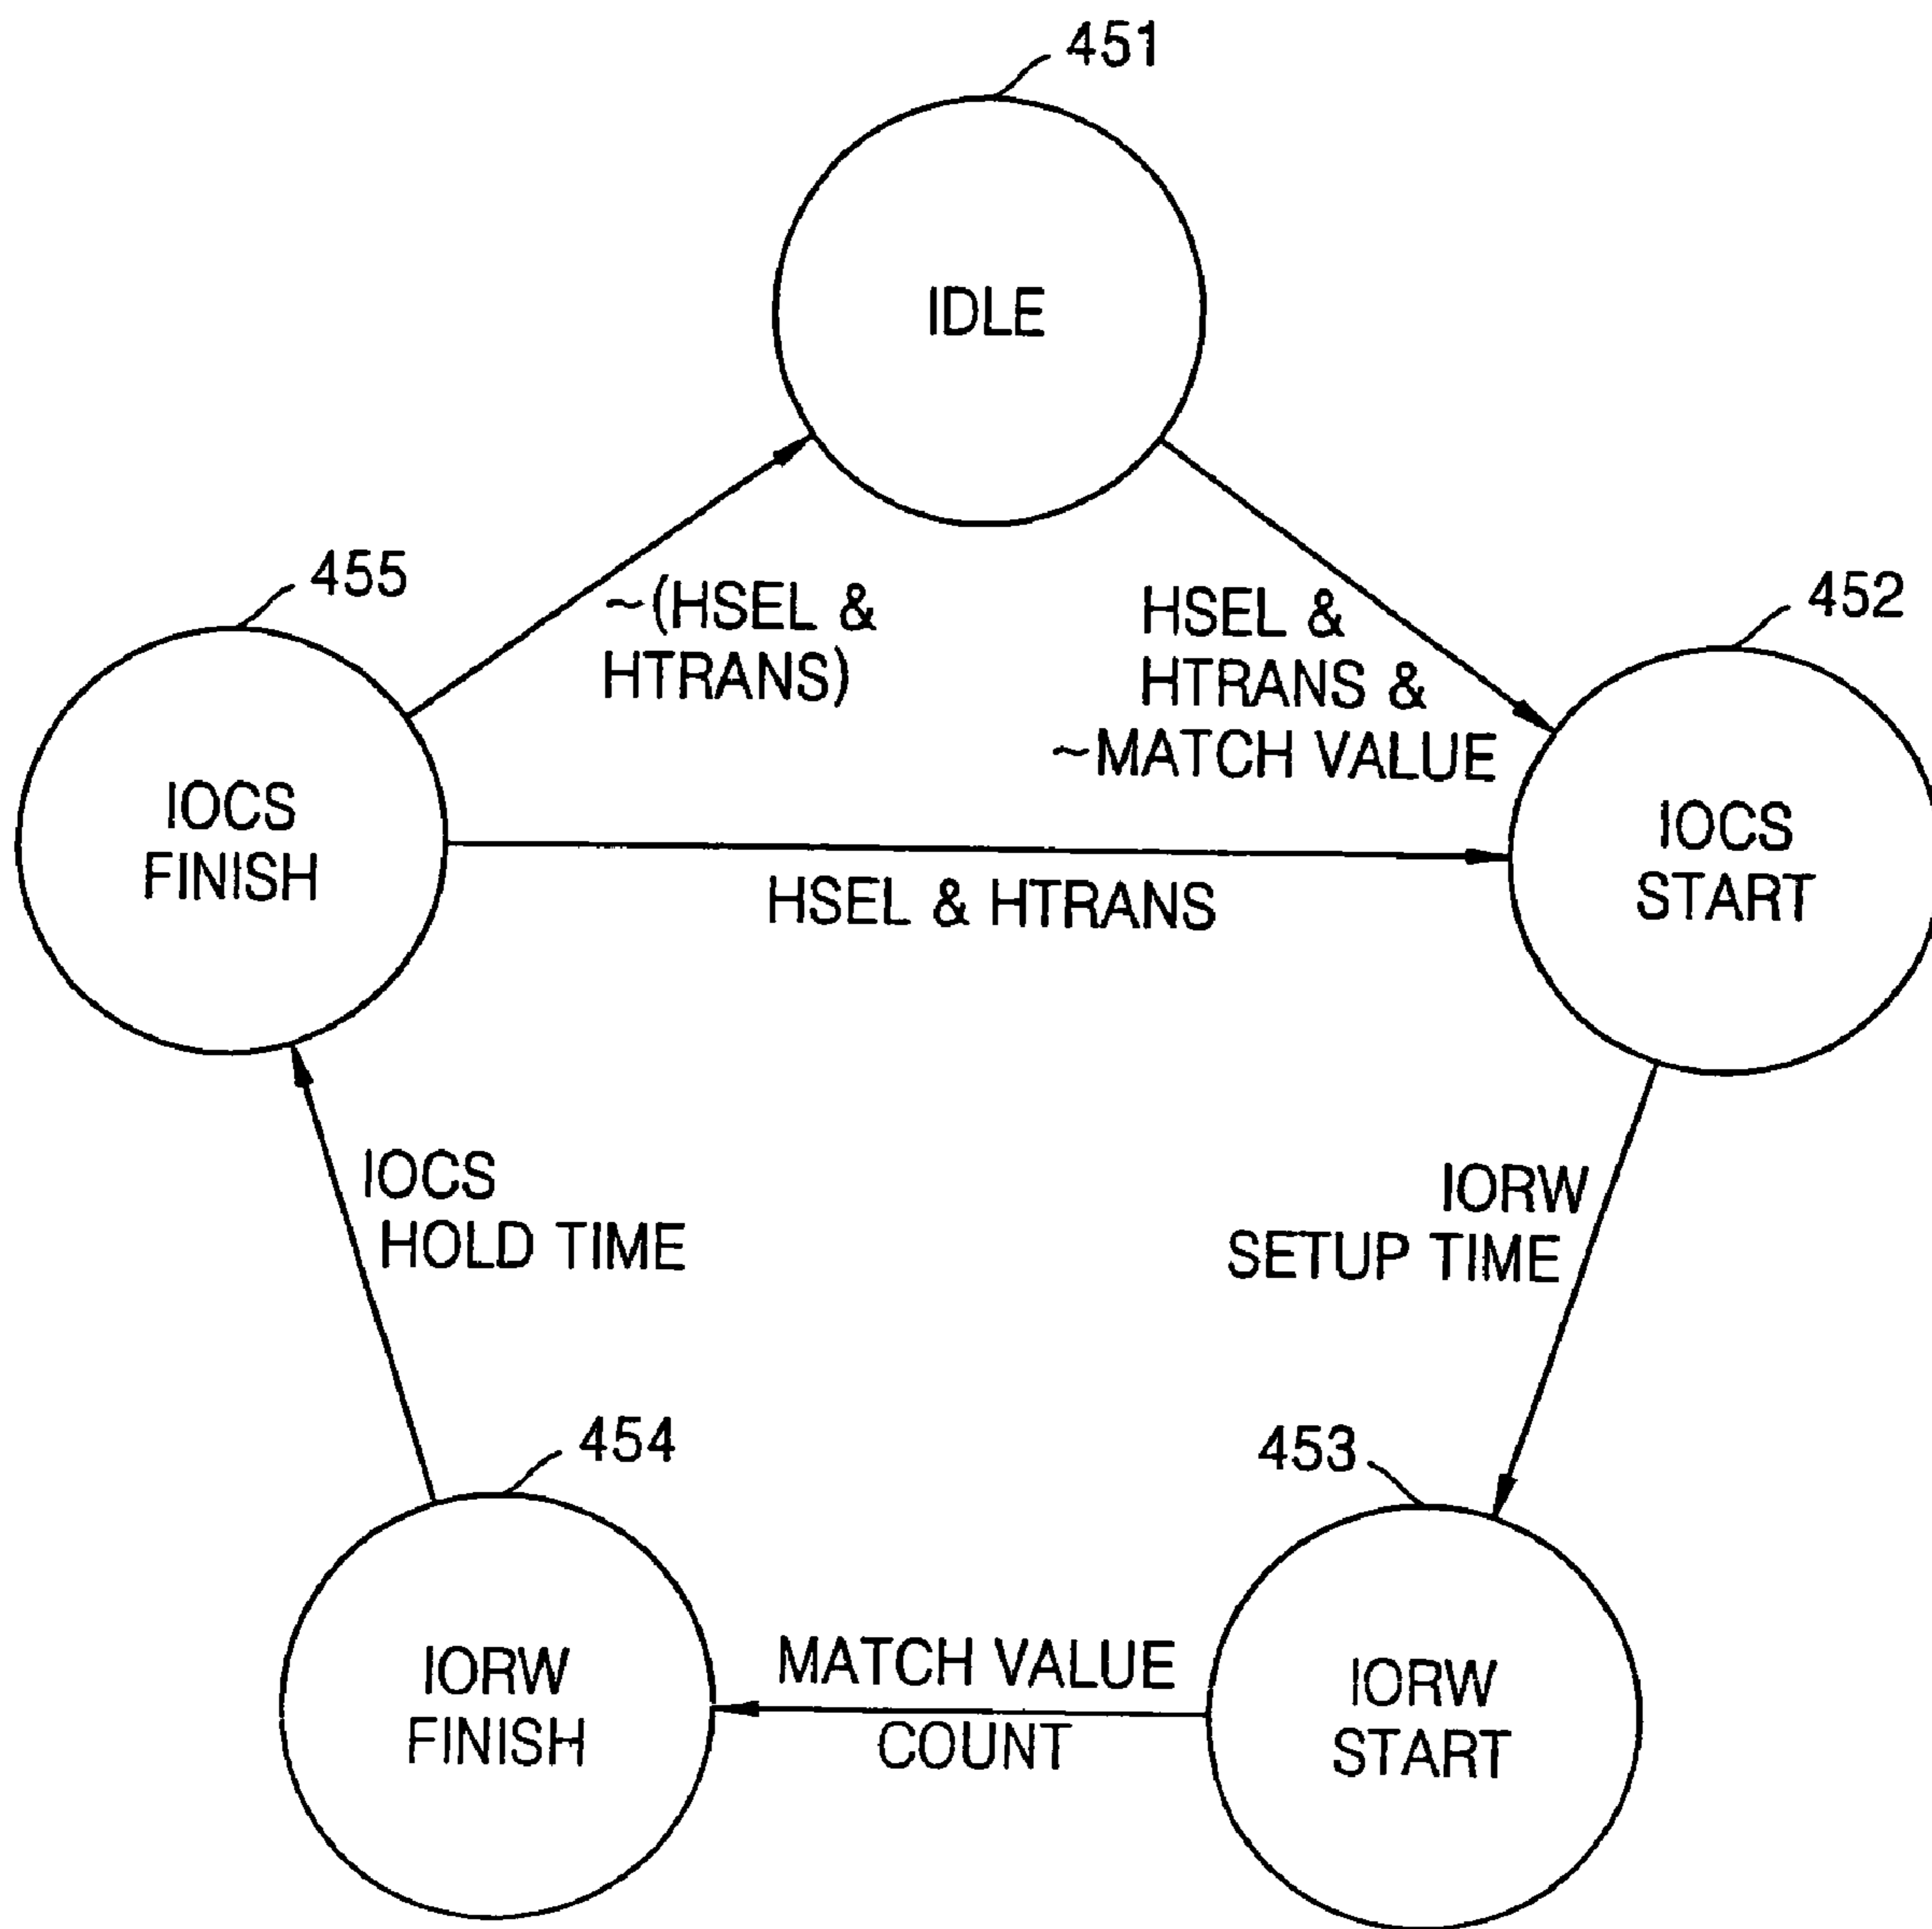 451
IDLE
455
~(HSEL &
HTRANS)
HSEL &
HTRANS &
~MATCH VALUE
452
IOCS
FINISH
HSEL & HTRANS
IOCS
START
IOCS
HOLD TIME
IORW
SETUP TIME
454
453
IORW
FINISH
MATCH VALUE
COUNT
IORW
START